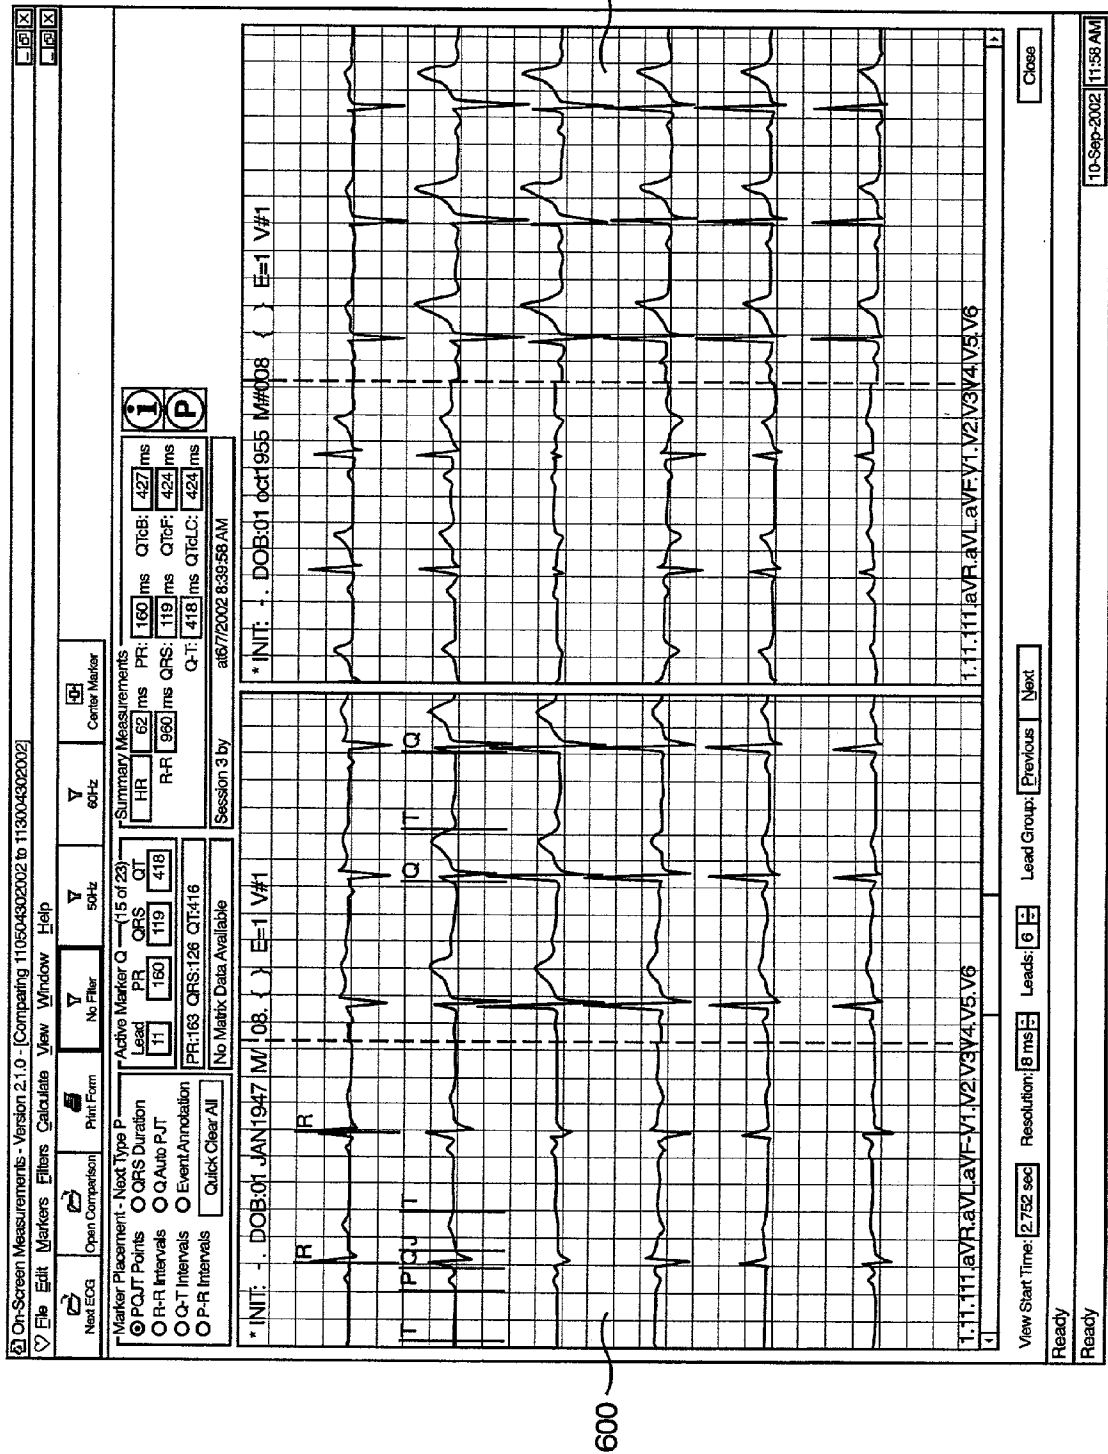 On-Screen Measurements - Version 2.1.0 - [Comparing 110504302002 to 113004302002]
File Edit Markers Filters Calculate View Window Help
Next ECG
Open Comparison
Print Form
No Filter
50Hz
60Hz
Center Marker
Marker Placement - Next Type P
PQJT Points
QRS Duration
R-R Intervals
Q Auto PJT
Q-T Intervals
Event Annotation
P-R Intervals
Quick Clear All
Active Marker Q (15 of 23)
Lead PR QRS QT
11 160 119 418
PR:163 QRS:126 QT:416
No Matrix Data Available
Summary Measurements
HR 62 ms PR: 160 ms QTcB: 427 ms
R-R 960 ms QRS: 119 ms QTcF: 424 ms
Q-T: 418 ms QTcLC: 424 ms
Session 3 by at6/7/2002 8:39:58 AM
i
P
* INIT: -. DOB:01 JAN1947 M/ 08. { } E=1 V#1
R R
T P Q J T Q T Q
1.11.111.aVR.aVL.aVF-V1.V2.V3V4.V5.V6
* INIT: -. DOB:01 oct1955 M#008 { } E=1 V#1
1.11.111.aVR.aVL.aVF.V1.V2.V3V4.V5.V6
View Start Time: 2.752 sec Resolution: 8 ms Leads: 6 Lead Group: Previous Next Close
Ready
Ready 10-Sep-2002 11:58 AM
600